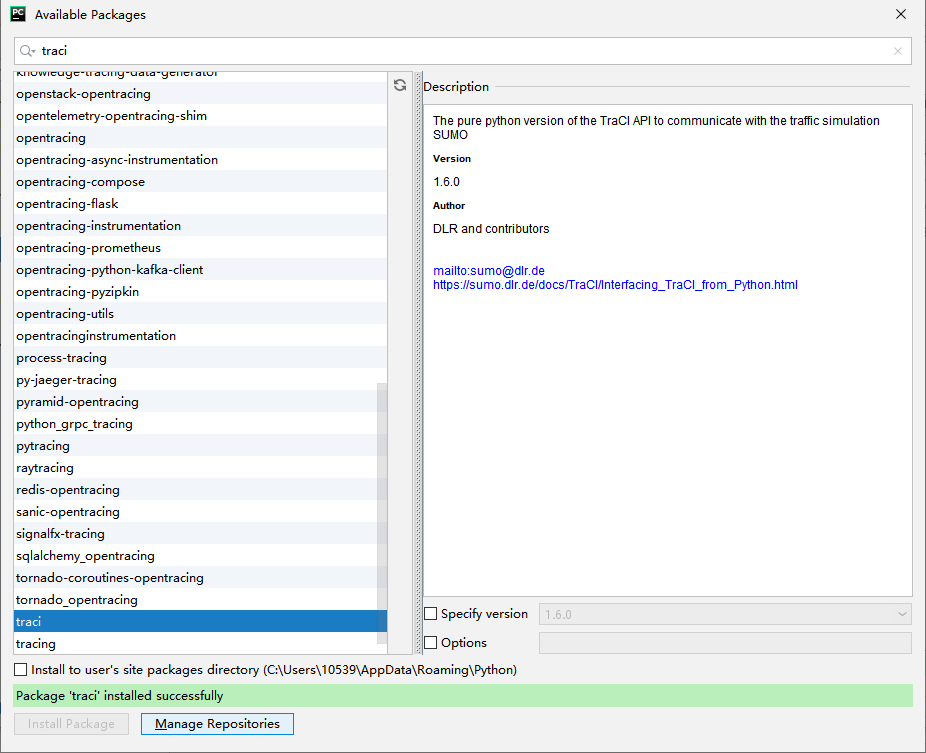 PC
Available Packages
traci
knowledge-tracing-data-generator
openstack-opentracing
opentelemetry-opentracing-shim
opentracing
opentracing-async-instrumentation
opentracing-compose
opentracing-flask
opentracing-instrumentation
opentracing-prometheus
opentracing-python-kafka-client
opentracing-pyzipkin
opentracing-utils
opentracinginstrumentation
process-tracing
py-jaeger-tracing
pyramid-opentracing
python_grpc_tracing
pytracing
raytracing
redis-opentracing
sanic-opentracing
signalfx-tracing
sqlalchemy_opentracing
tornado-coroutines-opentracing
tornado_opentracing
traci
tracing
Description
The pure python version of the TraCI API to communicate with the traffic simulation
SUMO
Version
1.6.0
Author
DLR and contributors
mailto:sumo@dlr.de
https://sumo.dlr.de/docs/TraCI/Interfacing_TraCI_from_Python.html
Specify version
1.6.0
Options
Install to user's site packages directory (C:\Users\10539\AppData\Roaming\Python)
Package 'traci' installed successfully
Install Package
Manage Repositories